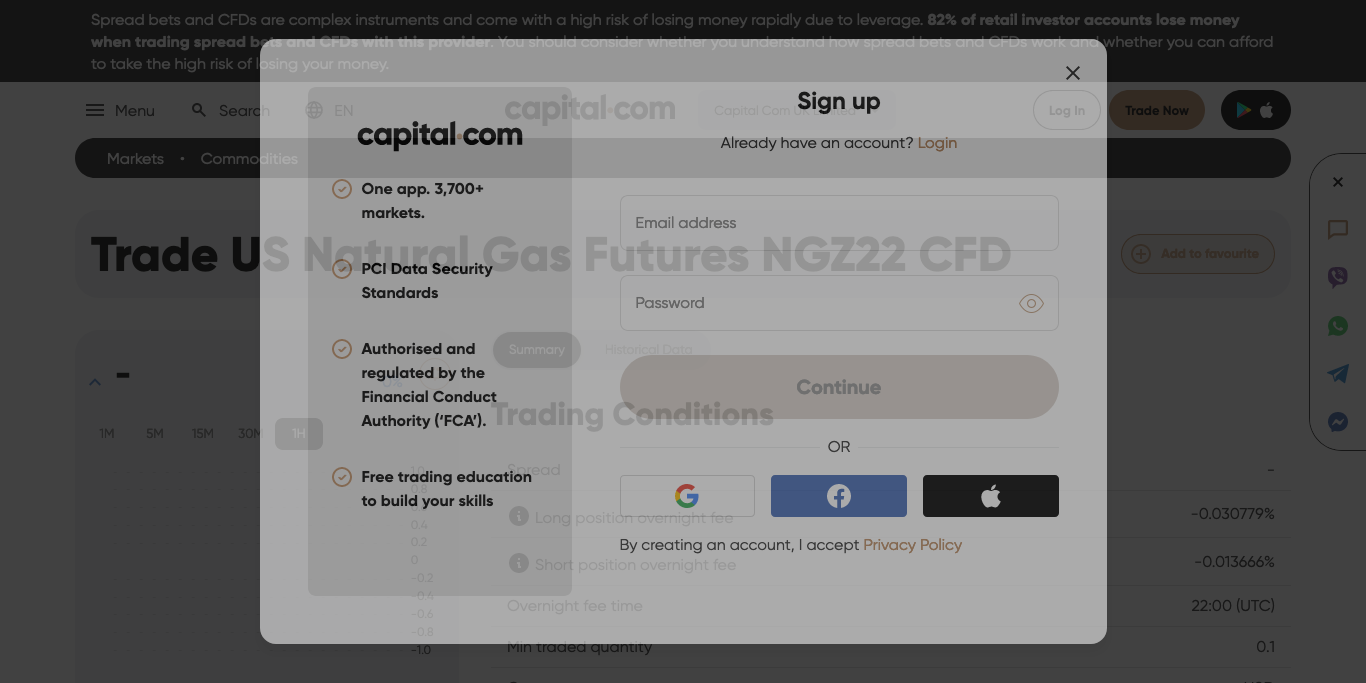 Spread bets and CFDs are complex instruments and come with a high risk of losing money rapidly due to leverage. 82% of retail investor accounts lose money
when trading spread bets and CFDs with this provider. You should consider whether you understand how spread bets and CFDs work and whether you can afford
to take the high risk of losing your money.
Menu
Search
EN
capital.com
Capital Com UK Limited
Log In
Trade Now
Markets • Commodities
Trade US Natural Gas Futures NGZ22 CFD
Add to favourite
-
0%
1M 5M 15M 30M 1H
1.0
0.8
0.4
0.2
0
-0.2
-0.4
-0.6
-0.8
-1.0
Summary
Historical Data
Trading Conditions
Spread -
Long position overnight fee -0.030779%
Short position overnight fee -0.013666%
Overnight fee time 22:00 (UTC)
Min traded quantity 0.1
capital.com
One app. 3,700+
markets.
PCI Data Security
Standards
Authorised and
regulated by the
Financial Conduct
Authority (‘FCA’).
Free trading education
to build your skills
Sign up
Already have an account? Login
Email address
Password
Continue
OR
By creating an account, I accept Privacy Policy